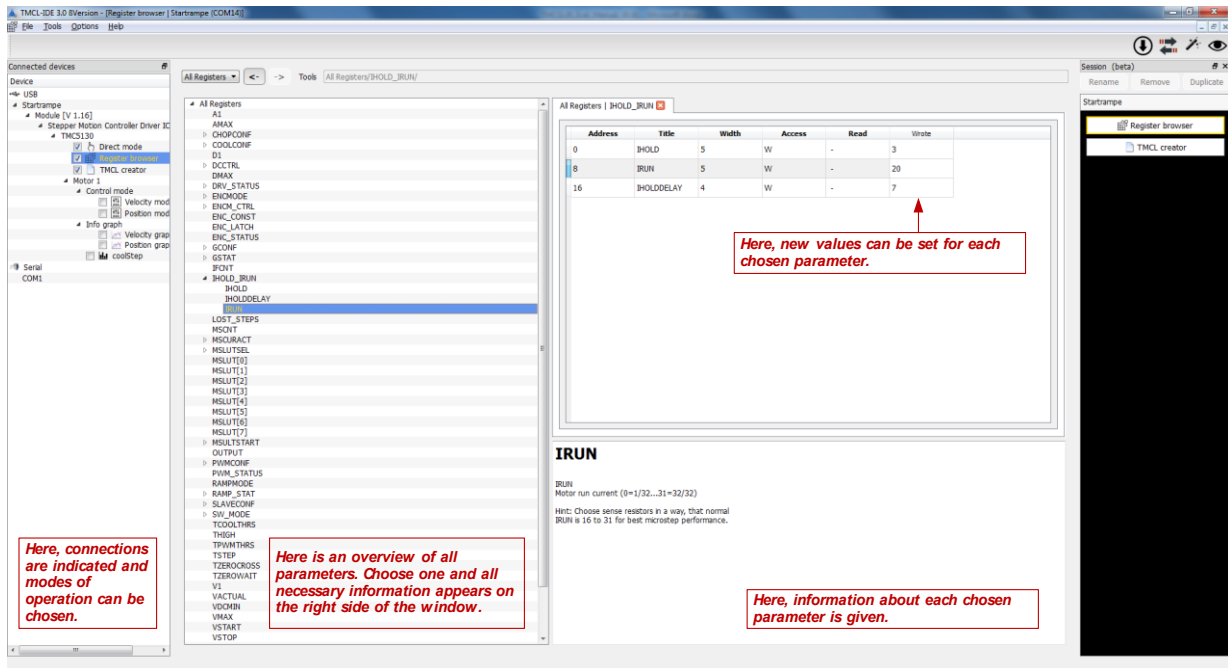 TMCL-IDE 3.0 8Version - [Register browser | Startrampe (COM14)]
File Tools Options Help
Connected devices
Device
USB
Startrampe
Module [V 1.16]
Stepper Motion Controller Driver IC
TMC5130
Direct mode
Register browser
TMCL creator
Motor 1
Control mode
Velocity mod
Position mod
Info graph
Velocity grap
Position grap
coolStep
Serial
COM1
Here, connections
are indicated and
modes of
operation can be
chosen.
All Registers <- -> Tools All Registers/IHOLD_IRUN/
All Registers
A1
AMAX
CHOPCONF
COOLCONF
D1
DCCTRL
DMAX
DRV_STATUS
ENCMODE
ENCM_CTRL
ENC_CONST
ENC_LATCH
ENC_STATUS
GCONF
GSTAT
IFCNT
IHOLD_IRUN
IHOLD
IHOLDDELAY
IRUN
LOST_STEPS
MSCNT
MSCURACT
MSLUTSEL
MSLUT[0]
MSLUT[1]
MSLUT[2]
MSLUT[3]
MSLUT[4]
MSLUT[5]
MSLUT[6]
MSLUT[7]
MSULTSTART
OUTPUT
PWMCONF
PWM_STATUS
RAMPMODE
RAMP_STAT
SLAVECONF
SW_MODE
TCOOLTHRS
THIGH
TPWMTHRS
TSTEP
TZEROCROSS
TZEROWAIT
V1
VACTUAL
VDCMIN
VMAX
VSTART
VSTOP
Here is an overview of all
parameters. Choose one and all
necessary information appears on
the right side of the window.
All Registers | IHOLD_IRUN
Address Title Width Access Read Wrote
0 IHOLD 5 W - 3
8 IRUN 5 W - 20
16 IHOLDDELAY 4 W - 7
Here, new values can be set for each
chosen parameter.
IRUN
IRUN
Motor run current (0=1/32...31=32/32)
Hint: Choose sense resistors in a way, that normal
IRUN is 16 to 31 for best microstep performance.
Here, information about each chosen
parameter is given.
Session (beta)
Rename Remove Duplicate
Startrampe
Register browser
TMCL creator